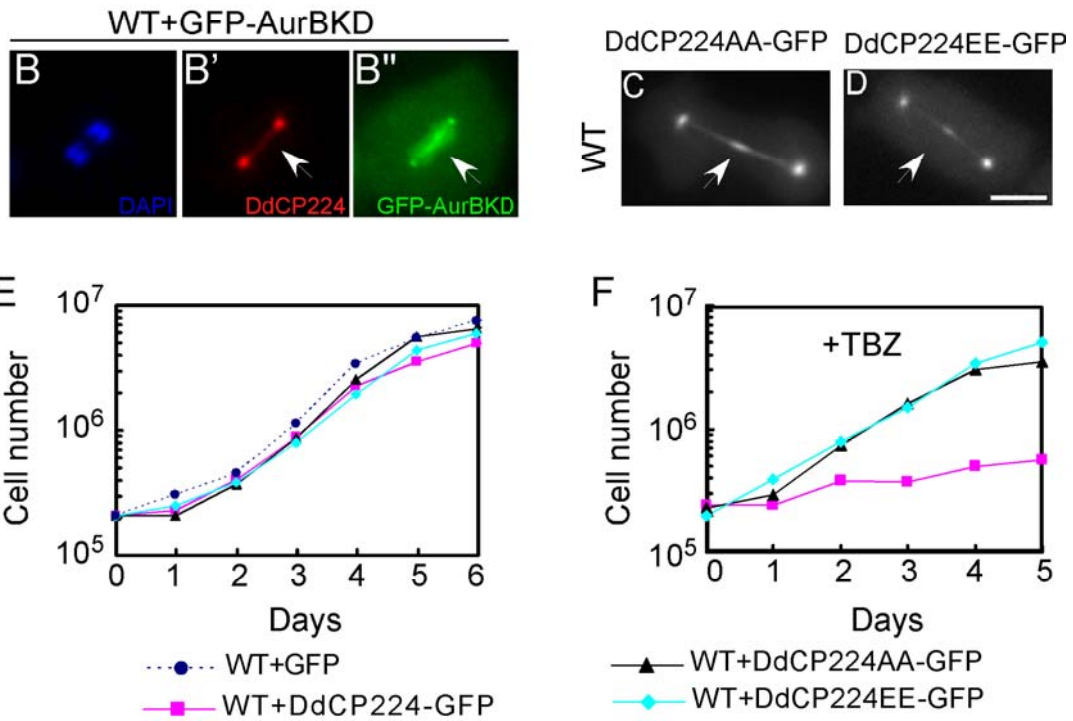 WT+GFP-AurBKD
B
B'
B"
DAPI
DdCP224
GFP-AurBKD
DdCP224AA-GFP
DdCP224EE-GFP
WT
C
D
E
Cell number
10^7
10^6
10^5
0 1 2 3 4 5 6
Days
F
+TBZ
Cell number
10^7
10^6
10^5
0 1 2 3 4 5
Days
WT+GFP
WT+DdCP224-GFP
WT+DdCP224AA-GFP
WT+DdCP224EE-GFP